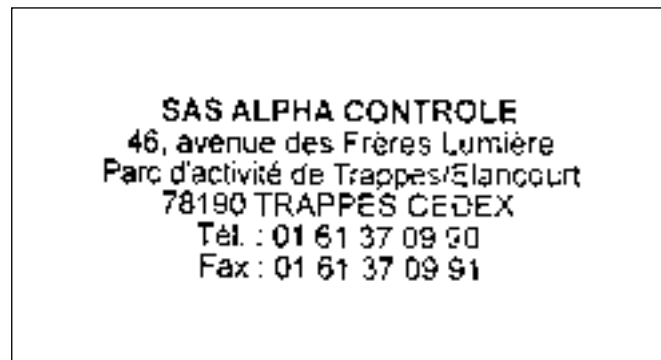 SAS ALPHA CONTROLE
46, avenue des Frères Lumière
Parc d'activité de Trappes/Elancourt
78190 TRAPPES CEDEX
Tél. : 01 61 37 09 90
Fax : 01 61 37 09 91